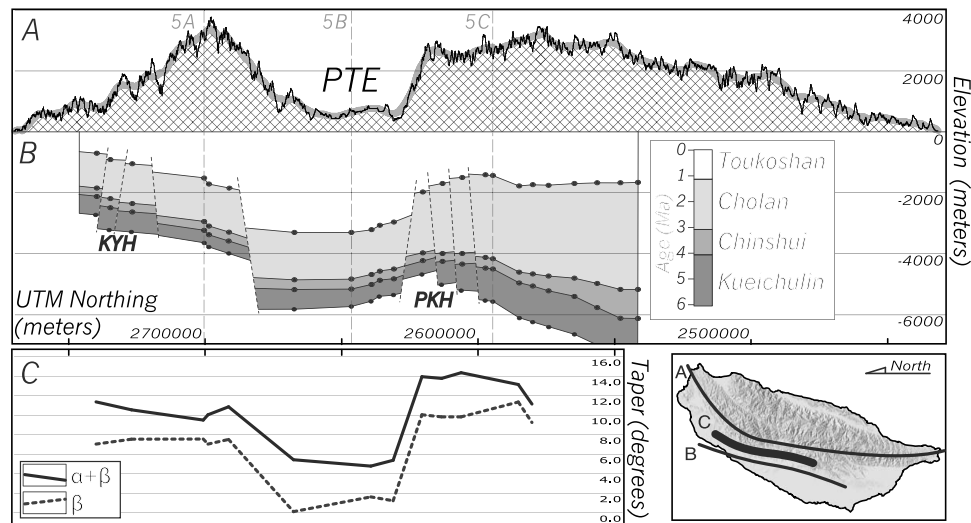 A
5A
5B
5C
PTE
4000
2000
0
Elevation (meters)
B
KYH
PKH
UTM Northing
(meters)
2700000
2600000
2500000
-2000
-4000
-6000
Age (Ma)
0
1
2
3
4
5
6
Toukoshan
Cholan
Chinshui
Kueichulin
C
α+β
β
16.0
14.0
12.0
10.0
8.0
6.0
4.0
2.0
0.0
Taper (degrees)
North
A
C
B